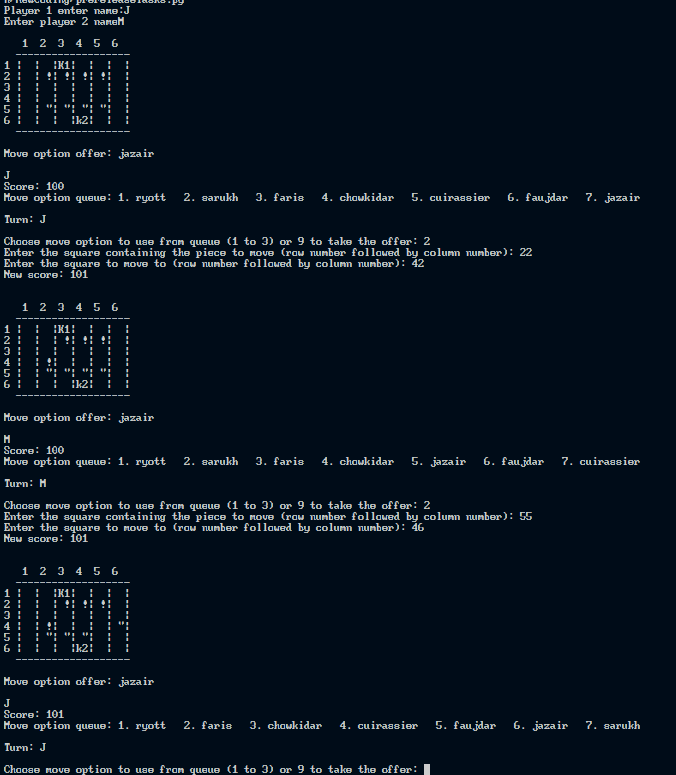 Player 1 enter name:J
Enter player 2 nameM
1 2 3 4 5 6
-------------------
1 | | |K1| | | |
2 | | !| !| !| !| |
3 | | | | | | |
4 | | | | | | |
5 | | "| "| "| "| |
6 | | | |k2| | |
-------------------
Move option offer: jazair
J
Score: 100
Move option queue: 1. ryott 2. sarukh 3. faris 4. chowkidar 5. cuirassier 6. faujdar 7. jazair
Turn: J
Choose move option to use from queue (1 to 3) or 9 to take the offer: 2
Enter the square containing the piece to move (row number followed by column number): 22
Enter the square to move to (row number followed by column number): 42
New score: 101
1 2 3 4 5 6
-------------------
1 | | |K1| | | |
2 | | | !| !| !| |
3 | | | | | | |
4 | | !| | | | |
5 | | "| "| "| "| |
6 | | | |k2| | |
-------------------
Move option offer: jazair
M
Score: 100
Move option queue: 1. ryott 2. sarukh 3. faris 4. chowkidar 5. jazair 6. faujdar 7. cuirassier
Turn: M
Choose move option to use from queue (1 to 3) or 9 to take the offer: 2
Enter the square containing the piece to move (row number followed by column number): 55
Enter the square to move to (row number followed by column number): 46
New score: 101
1 2 3 4 5 6
-------------------
1 | | |K1| | | |
2 | | | !| !| !| |
3 | | | | | | |
4 | | !| | | | "|
5 | | "| "| "| | |
6 | | | |k2| | |
-------------------
Move option offer: jazair
J
Score: 101
Move option queue: 1. ryott 2. faris 3. chowkidar 4. cuirassier 5. faujdar 6. jazair 7. sarukh
Turn: J
Choose move option to use from queue (1 to 3) or 9 to take the offer: